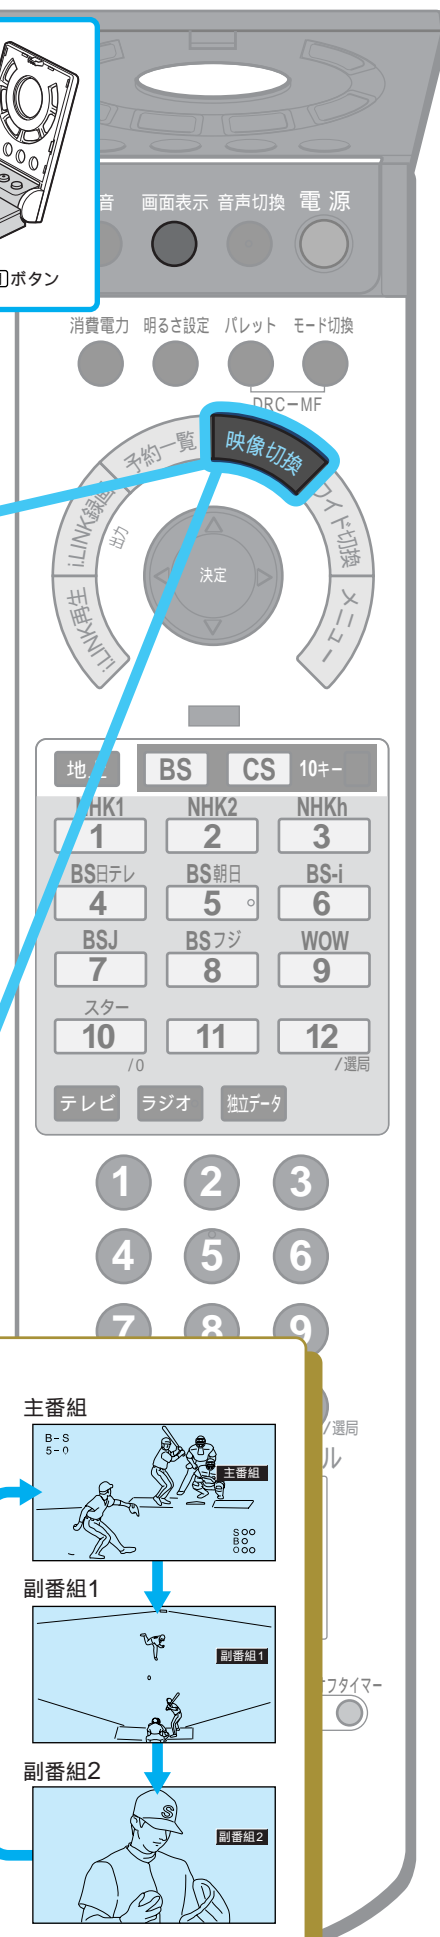 ボタン
音 画面表示 音声切換 電源
消費電力 明るさ設定 パレット モード切換
DRC-MF
予約一覧 映像切換
i.LINK録画 ワイド切換
出力
決定
i.LINK再生 メニュー
BS CS 10キー
NHK1 NHK2 NHKh
1 2 3
BS日テレ BS朝日 BS-i
4 5 6
BSJ BSフジ WOW
7 8 9
スター
10 11 12
/0 /選局
テレビ ラジオ 独立データ
1 2 3
4 5 6
7 8 9
/選局
ル
主番組
B-S
5-0
主番組
S
B
O
副番組1
副番組1
フタイマー
副番組2
副番組2
S